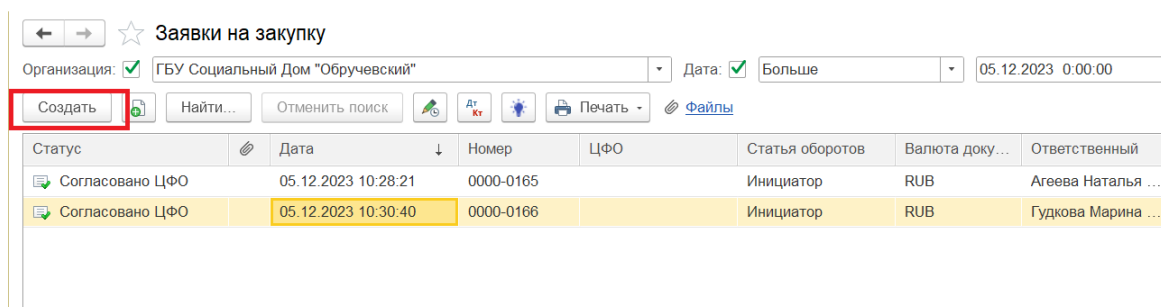 Заявки на закупку
Организация: ГБУ Социальный Дом "Обручевский" Дата: Больше 05.12.2023 0:00:00
Создать Найти... Отменить поиск Дт Кт Печать Файлы
Статус Дата ↓ Номер ЦФО Статья оборотов Валюта доку... Ответственный
Согласовано ЦФО 05.12.2023 10:28:21 0000-0165 Инициатор RUB Агеева Наталья ...
Согласовано ЦФО 05.12.2023 10:30:40 0000-0166 Инициатор RUB Гудкова Марина ...